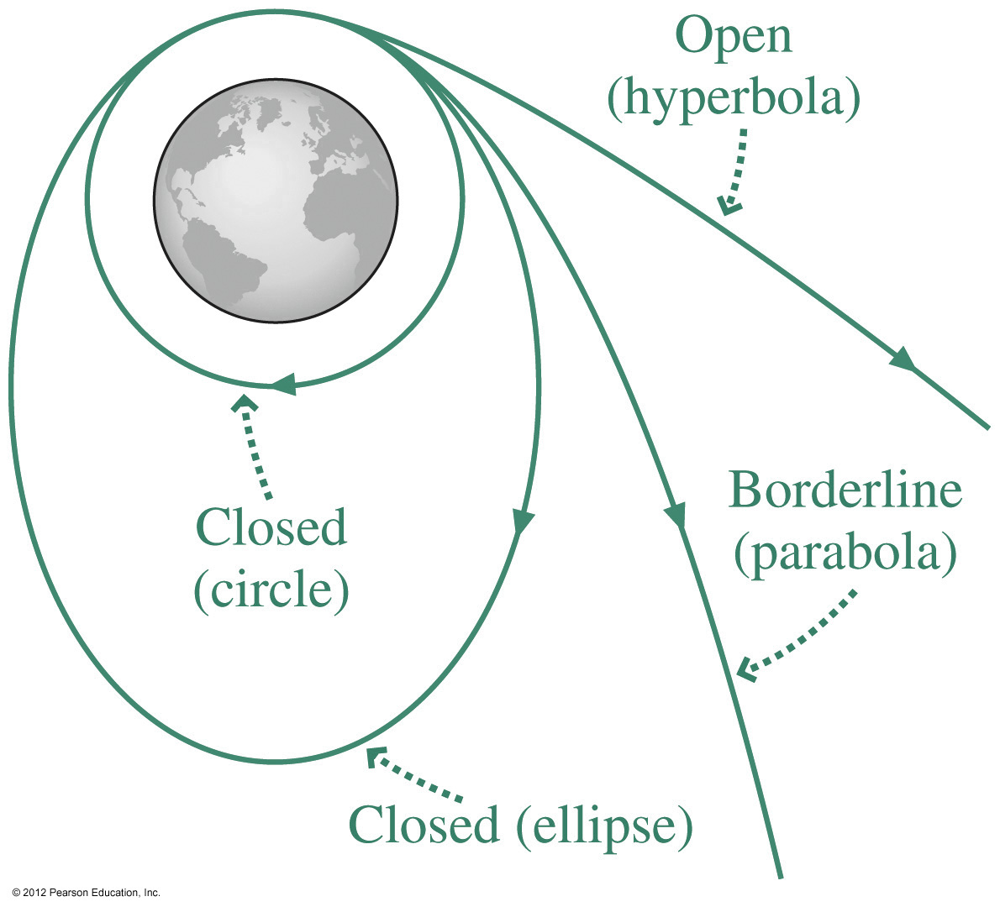 Open
(hyperbola)
Borderline
(parabola)
Closed
(circle)
Closed (ellipse)
© 2012 Pearson Education, Inc.